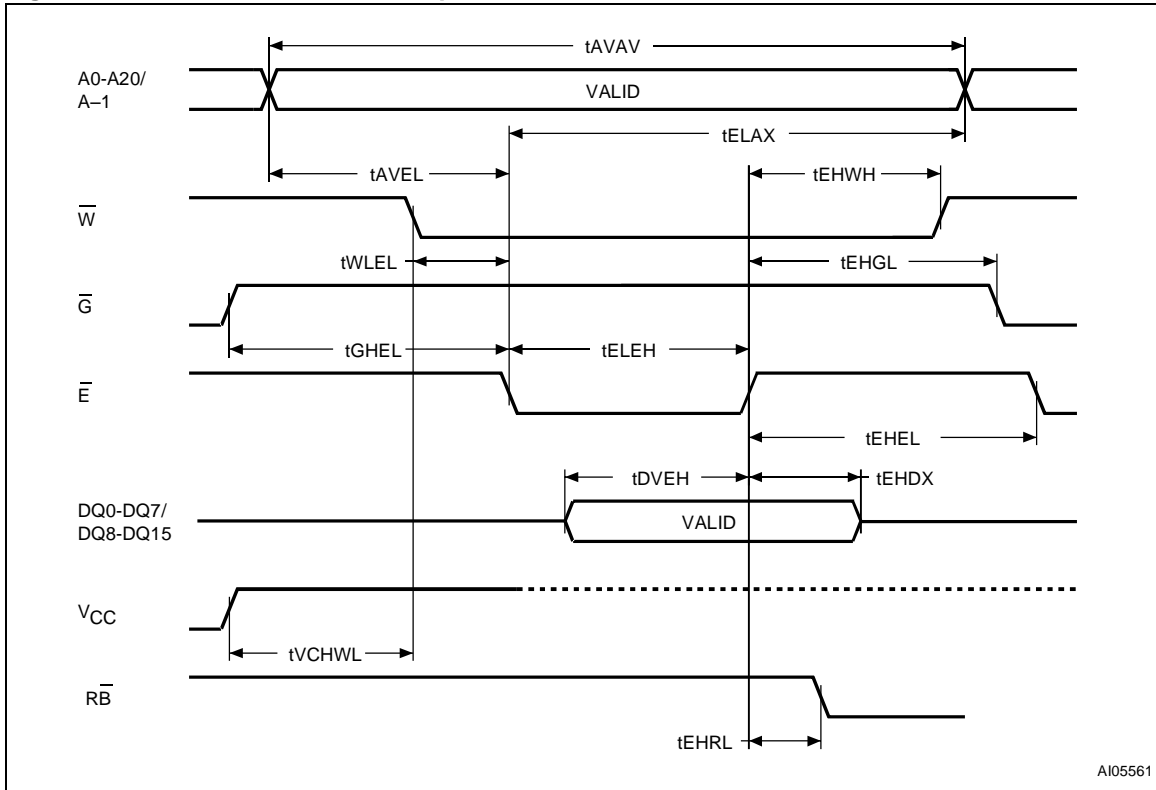 tAVAV
A0-A20/
A–1
VALID
tELAX
tAVEL
tEHWH
W̅
tWLEL
tEHGL
G̅
tGHEL
tELEH
E̅
tEHEL
tDVEH
tEHDX
DQ0-DQ7/
DQ8-DQ15
VALID
VCC
tVCHWL
RB̅
tEHRL
AI05561